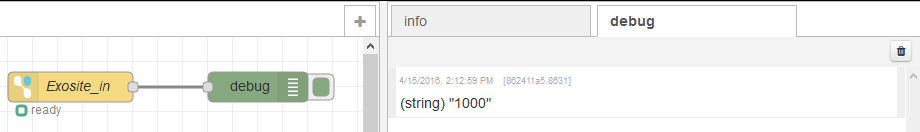 +
info
debug
Exosite_in
debug
ready
4/15/2016, 2:12:59 PM [862411a5.8631]
(string) "1000"